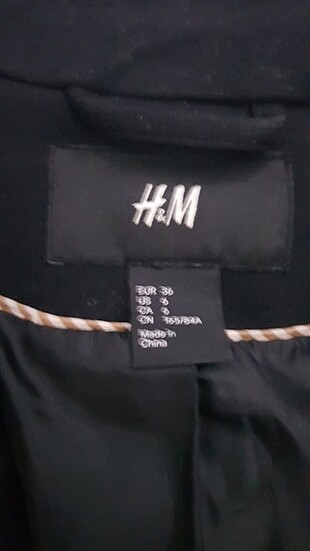 H&M
EUR 36
US 6
CA 6
CN 165/84A
Made in
China